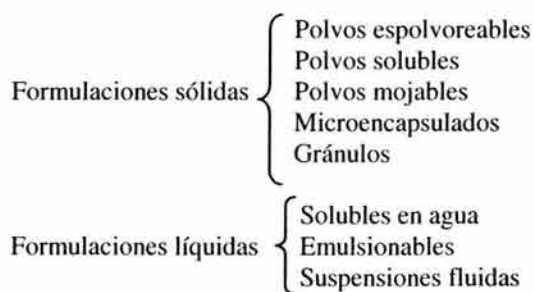 Polvos espolvoreables
Polvos solubles
Formulaciones sólidas
Polvos mojables
Microencapsulados
Gránulos
Solubles en agua
Formulaciones líquidas
Emulsionables
Suspensiones fluidas